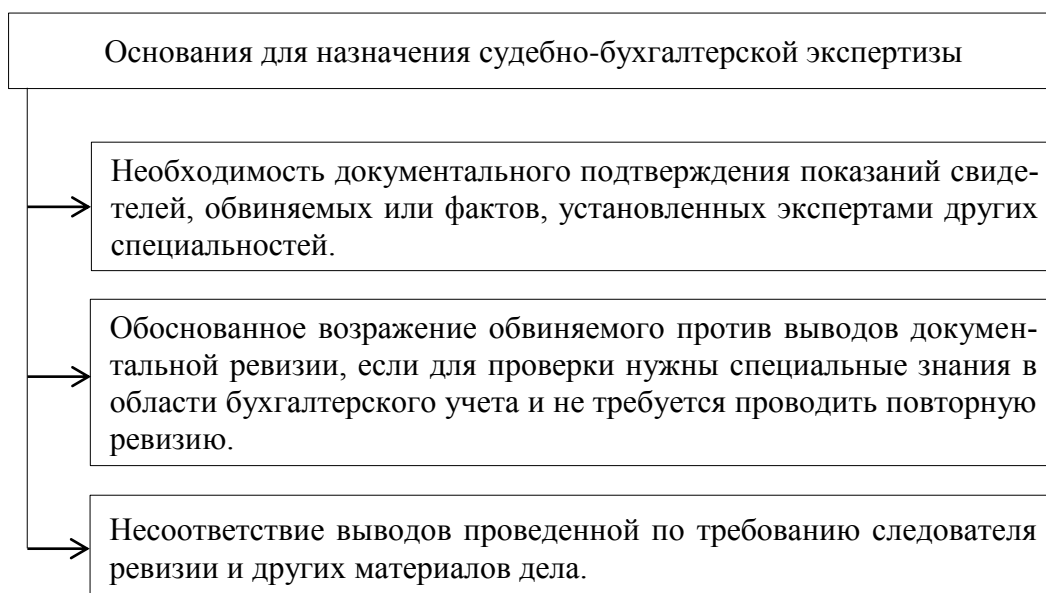 Основания для назначения судебно-бухгалтерской экспертизы
Необходимость документального подтверждения показаний свиде-
телей, обвиняемых или фактов, установленных экспертами других
специальностей.
Обоснованное возражение обвиняемого против выводов докумен-
тальной ревизии, если для проверки нужны специальные знания в
области бухгалтерского учета и не требуется проводить повторную
ревизию.
Несоответствие выводов проведенной по требованию следователя
ревизии и других материалов дела.